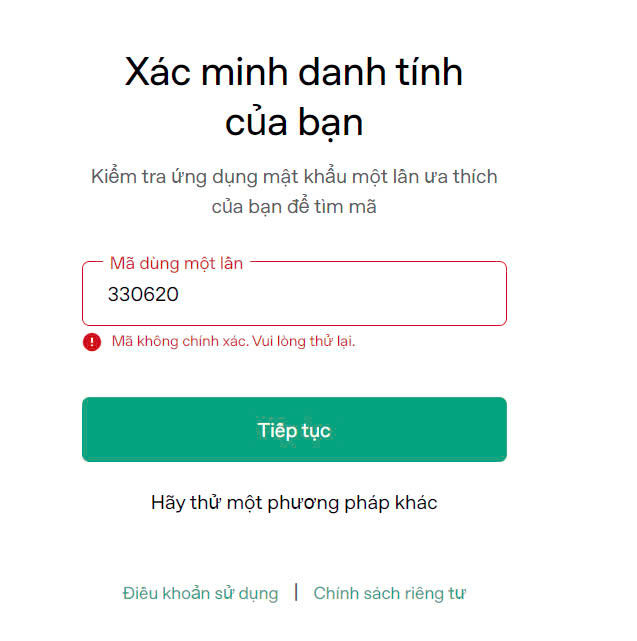 Xác minh danh tính
của bạn
Kiểm tra ứng dụng mật khẩu một lần ưa thích
của bạn để tìm mã
Mã dùng một lần
330620
Mã không chính xác. Vui lòng thử lại.
Tiếp tục
Hãy thử một phương pháp khác
Điều khoản sử dụng | Chính sách riêng tư